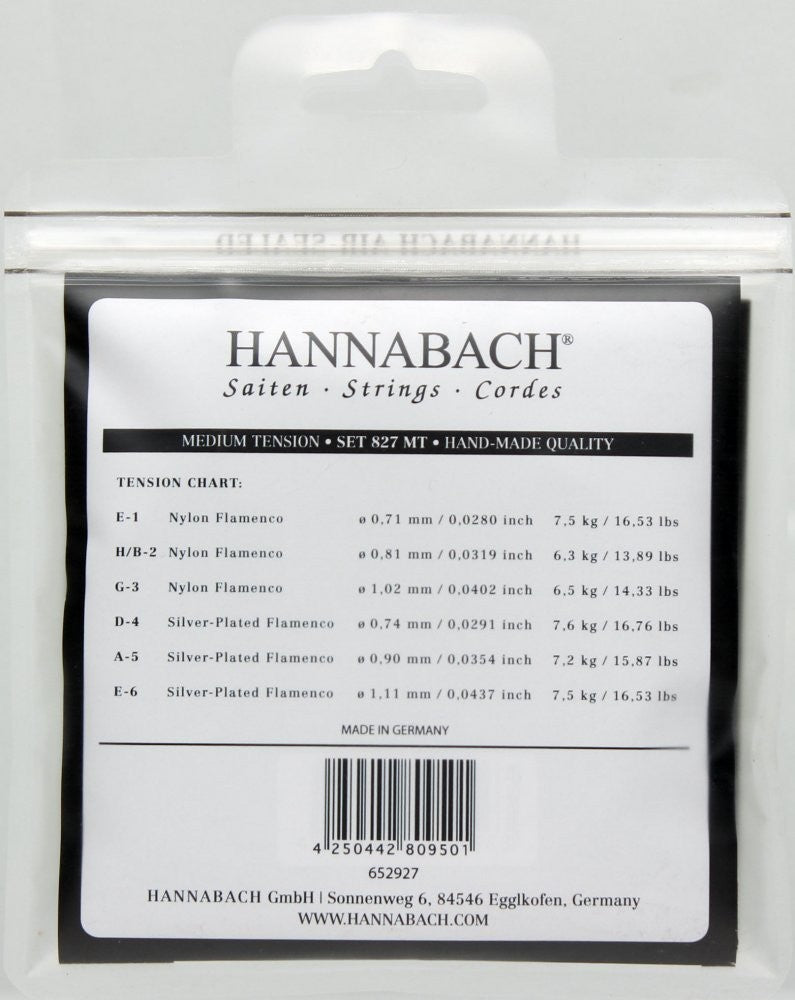 HANNABACH AIR SEALED
HANNABACH®
Saiten · Strings · Cordes
MEDIUM TENSION • SET 827 MT • HAND-MADE QUALITY
TENSION CHART:
E-1 Nylon Flamenco ø 0,71 mm / 0,0280 inch 7,5 kg / 16,53 lbs
H/B-2 Nylon Flamenco ø 0,81 mm / 0,0319 inch 6,3 kg / 13,89 lbs
G-3 Nylon Flamenco ø 1,02 mm / 0,0402 inch 6,5 kg / 14,33 lbs
D-4 Silver-Plated Flamenco ø 0,74 mm / 0,0291 inch 7,6 kg / 16,76 lbs
A-5 Silver-Plated Flamenco ø 0,90 mm / 0,0354 inch 7,2 kg / 15,87 lbs
E-6 Silver-Plated Flamenco ø 1,11 mm / 0,0437 inch 7,5 kg / 16,53 lbs
MADE IN GERMANY
4 250442 809501
652927
HANNABACH GmbH | Sonnenweg 6, 84546 Egglkofen, Germany
WWW.HANNABACH.COM